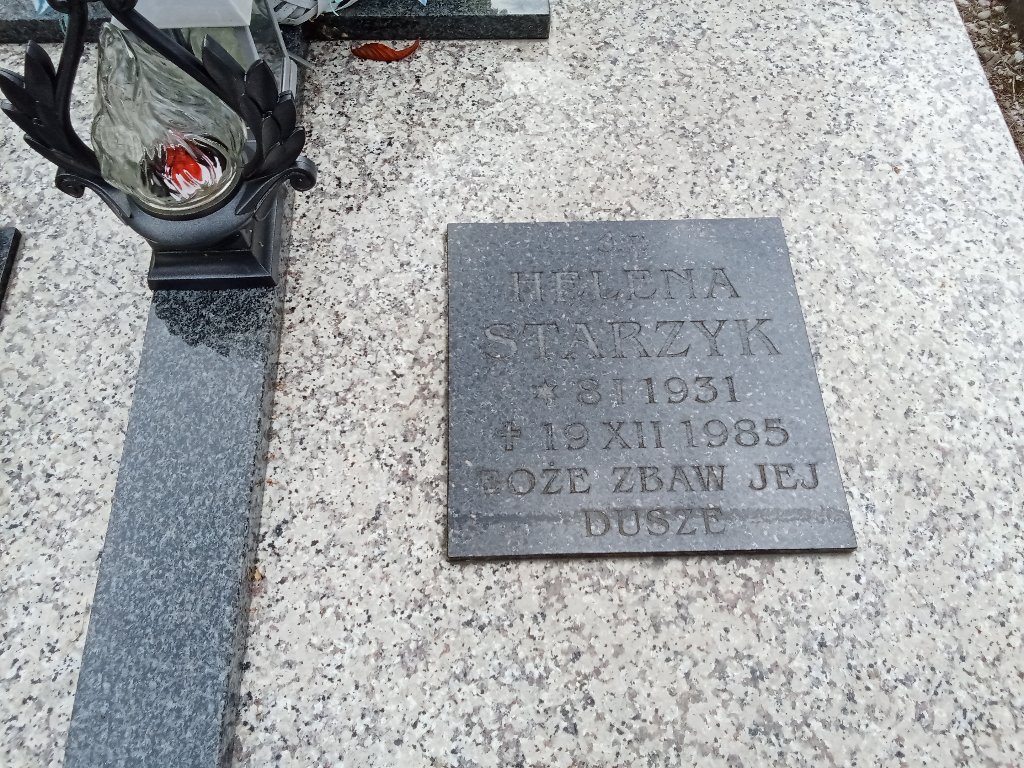 Ś.P.
HELENA
STARZYK
* 8 I 1931
✝ 19 XII 1985
BOŻE ZBAW JEJ
DUSZE